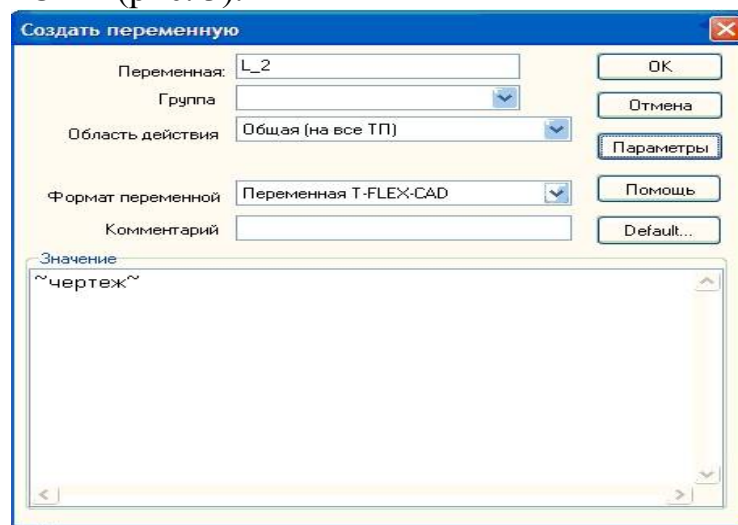 Создать переменную
Переменная: L_2 OK
Группа Отмена
Область действия Общая (на все ТП)
Параметры
Формат переменной Переменная T-FLEX-CAD Помощь
Комментарий Default...
Значение
~чертеж~